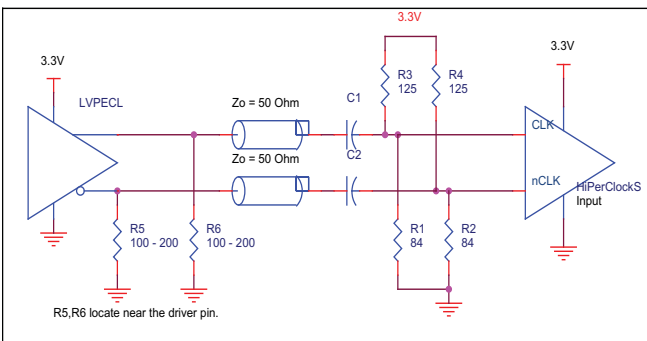 3.3V
3.3V
3.3V
LVPECL
R3
125
R4
125
Zo = 50 Ohm
C1
CLK
Zo = 50 Ohm
C2
nCLK
HiPerClockS
Input
R5
100 - 200
R6
100 - 200
R1
84
R2
84
R5,R6 locate near the driver pin.